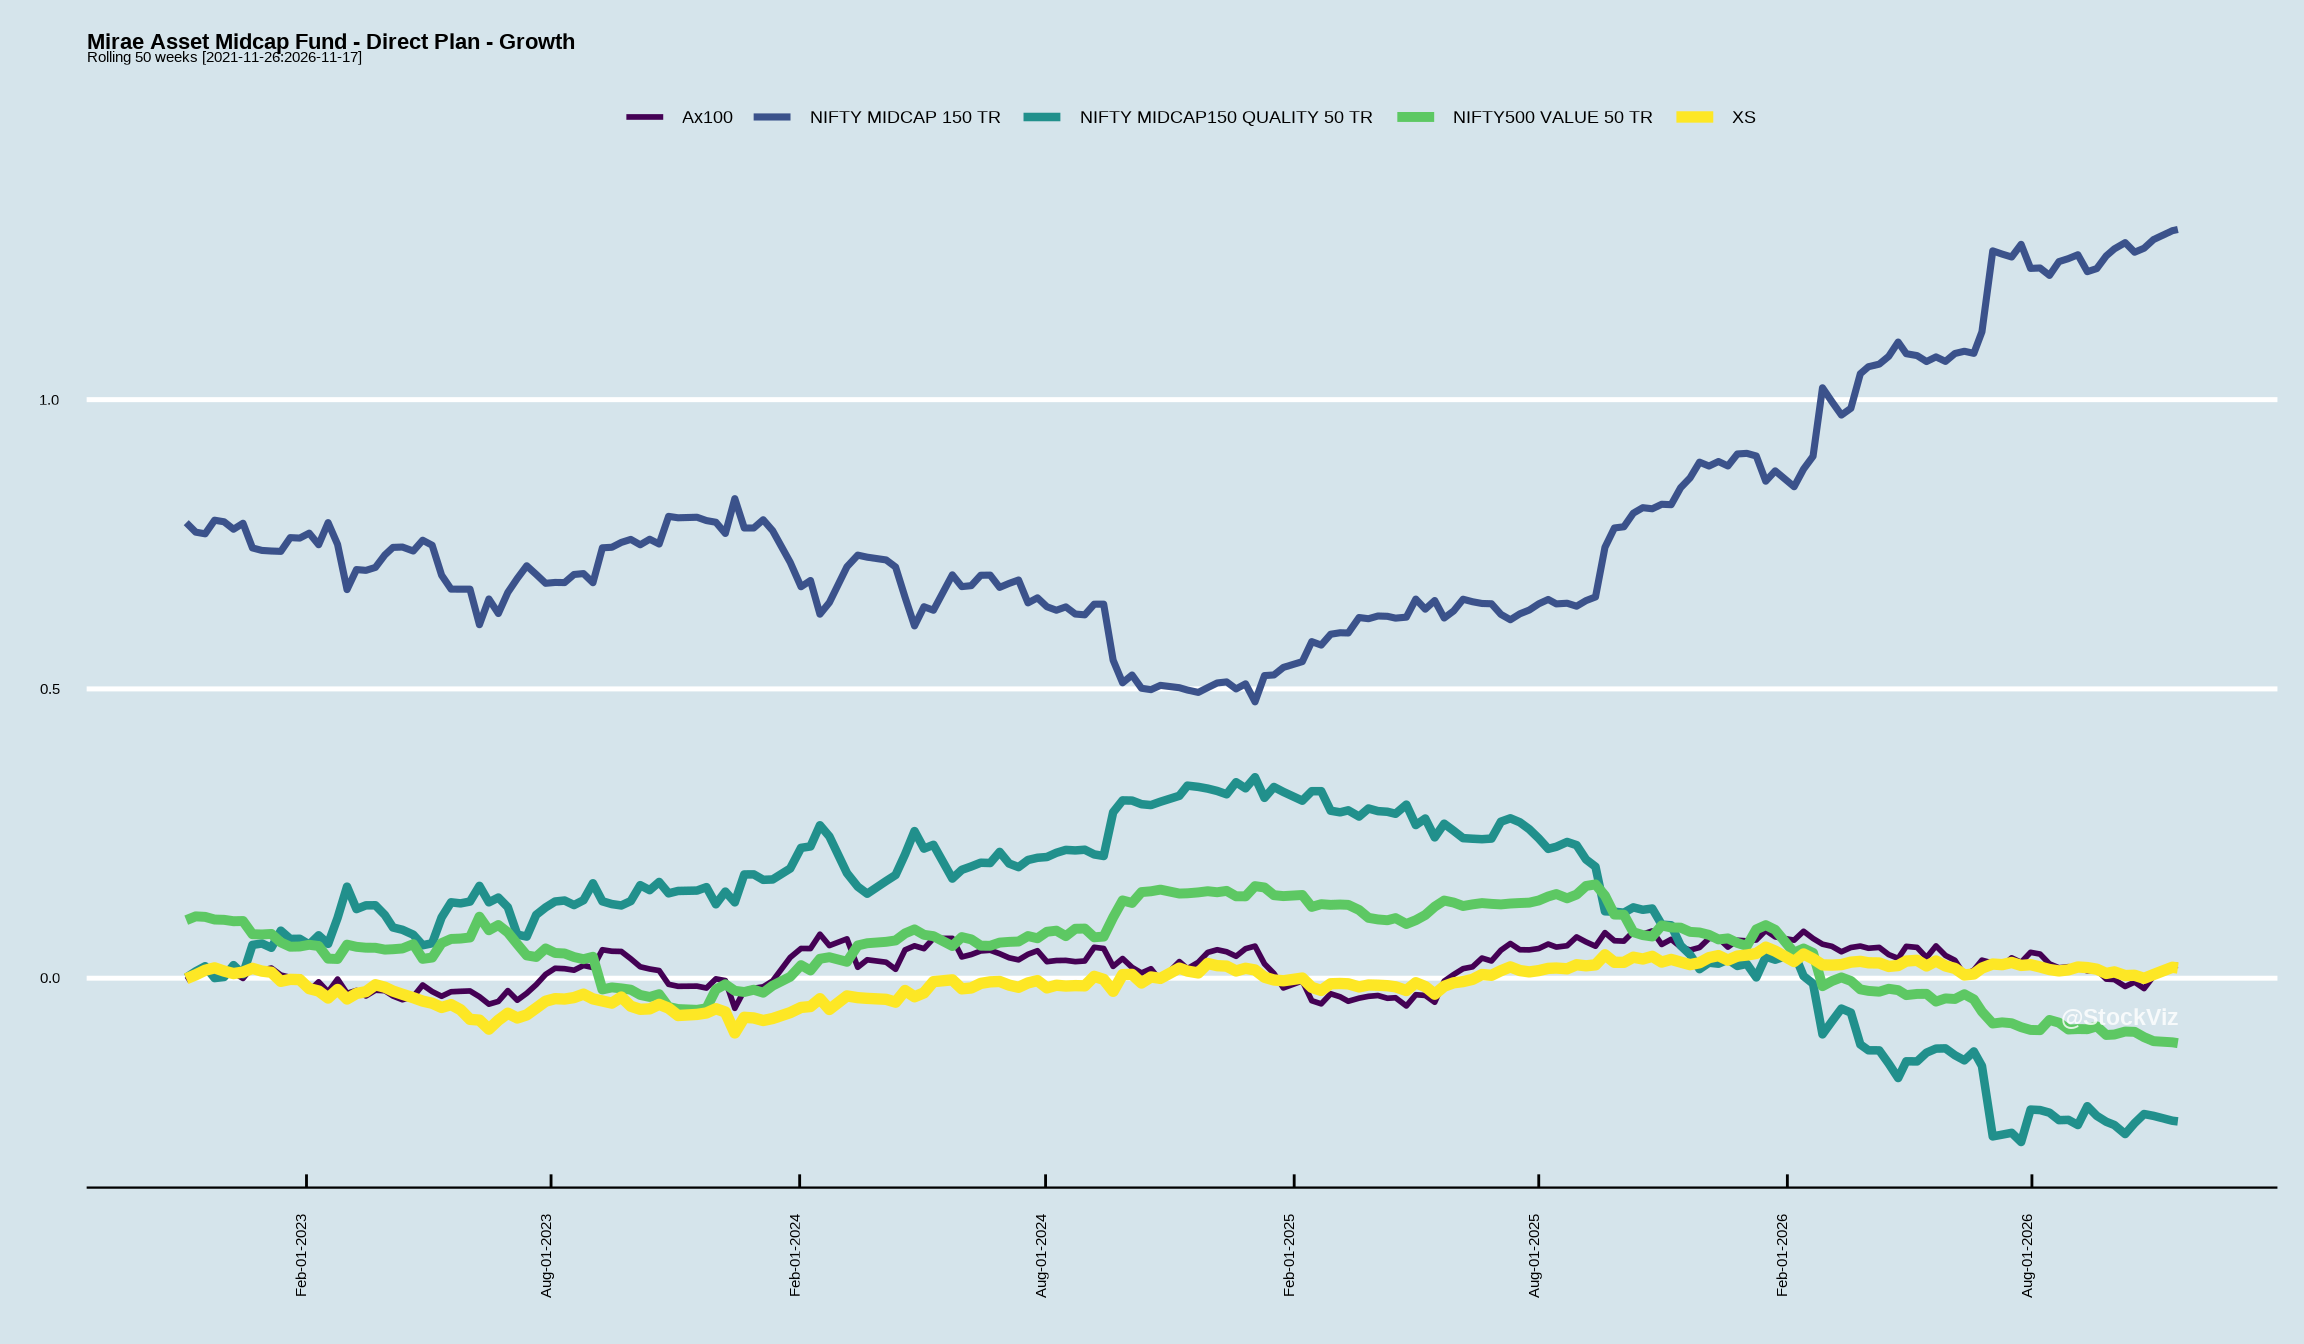 Mirae Asset Midcap Fund - Direct Plan - Growth
Rolling 50 weeks [2021-11-26:2026-11-17]
Ax100 NIFTY MIDCAP 150 TR NIFTY MIDCAP150 QUALITY 50 TR NIFTY500 VALUE 50 TR XS
1.0
0.5
0.0
@StockViz
Feb-01-2023 Aug-01-2023 Feb-01-2024 Aug-01-2024 Feb-01-2025 Aug-01-2025 Feb-01-2026 Aug-01-2026